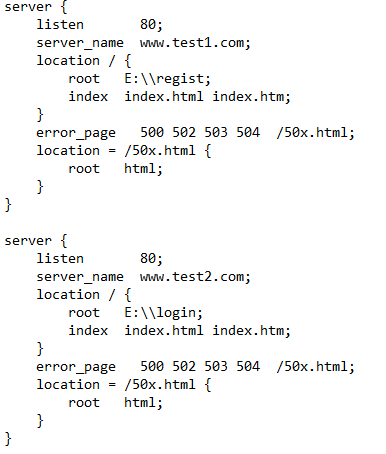 server {
    listen       80;
    server_name  www.test1.com;
    location / {
        root   E:\\regist;
        index  index.html index.htm;
    }
    error_page   500 502 503 504  /50x.html;
    location = /50x.html {
        root   html;
    }
}

server {
    listen       80;
    server_name  www.test2.com;
    location / {
        root   E:\\login;
        index  index.html index.htm;
    }
    error_page   500 502 503 504  /50x.html;
    location = /50x.html {
        root   html;
    }
}